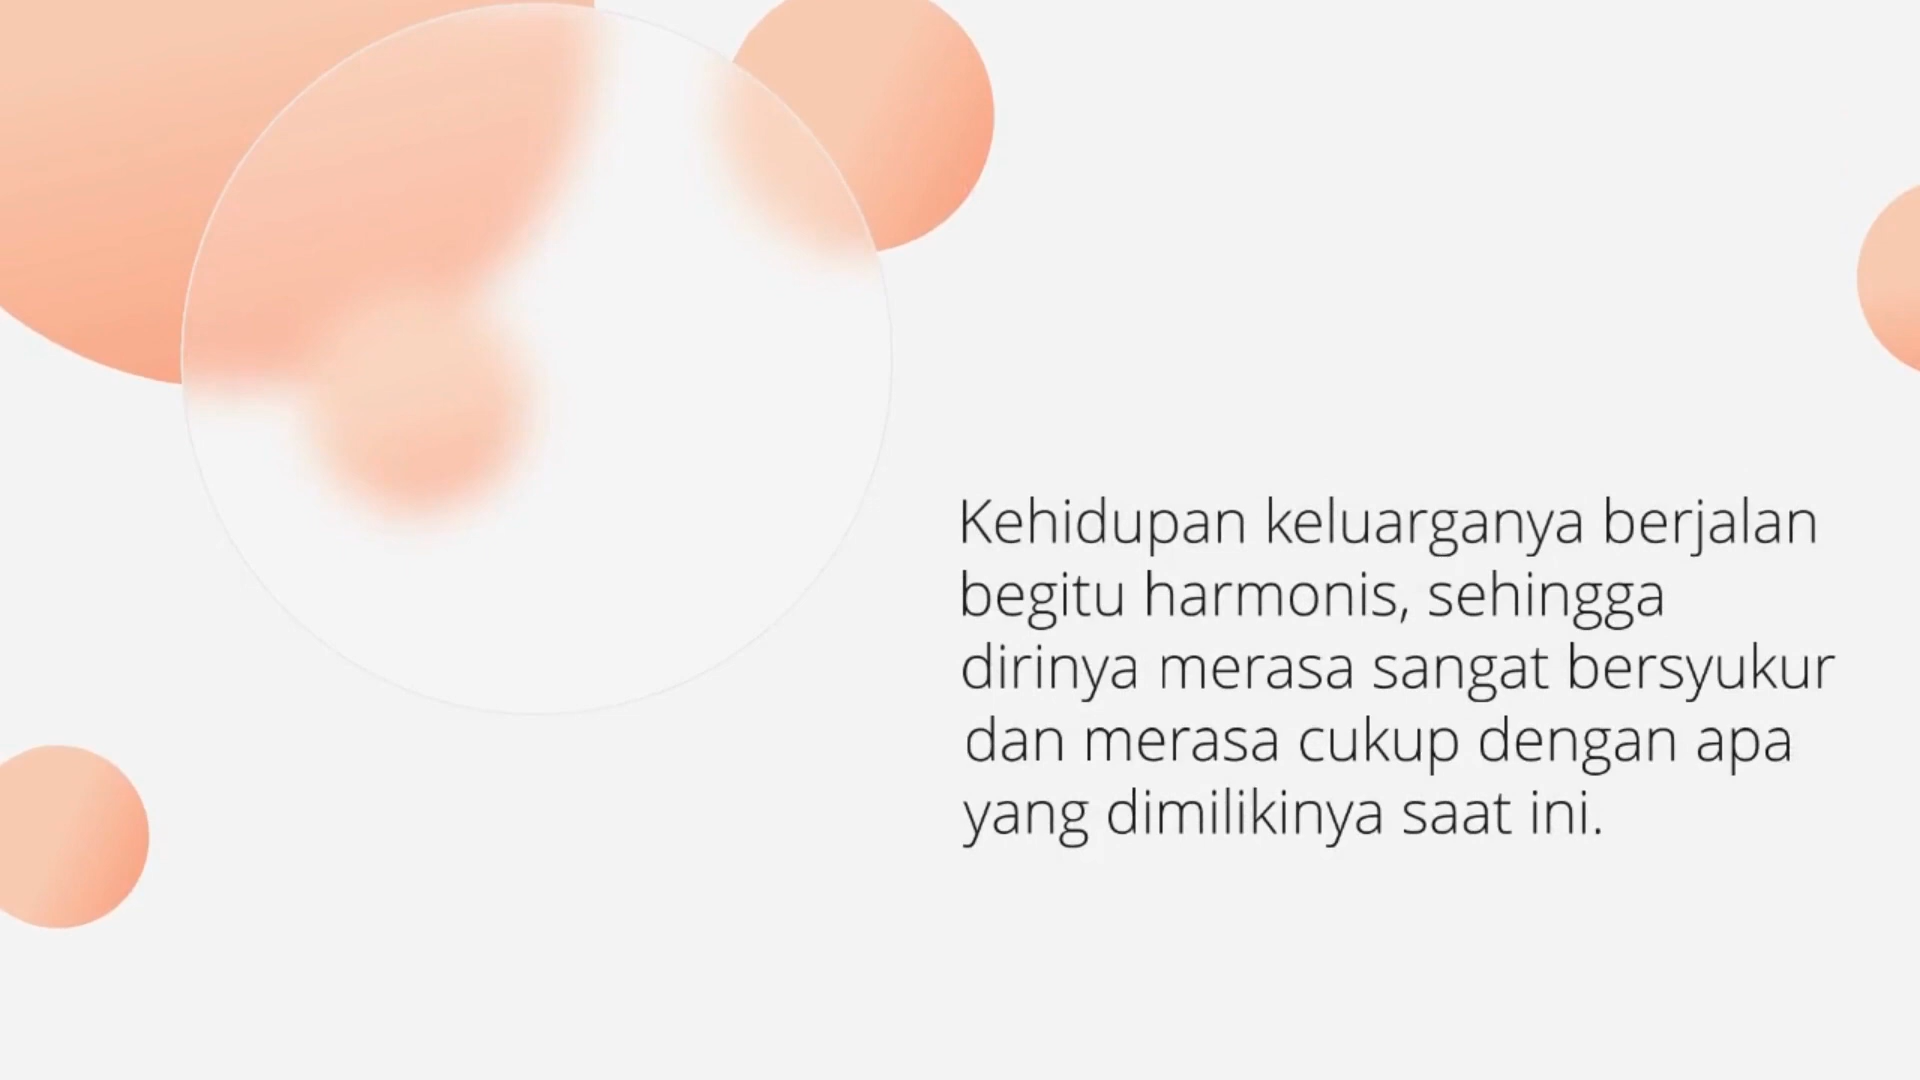 Kehidupan keluarganya berjalan
begitu harmonis, sehingga
dirinya merasa sangat bersyukur
dan merasa cukup dengan apa
yang dimilikinya saat ini.